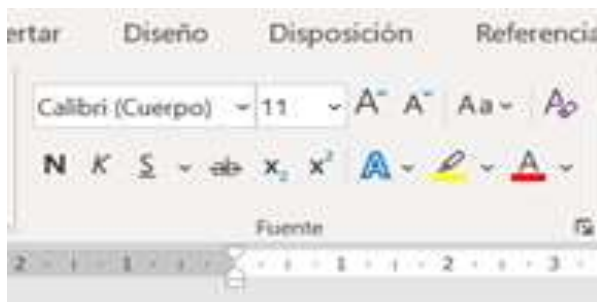 ertar Diseño Disposición Referencia
Calibri (Cuerpo) 11 A A Aa A
N K S ab x₂ x² A A
Fuente
2 1 1 2 3